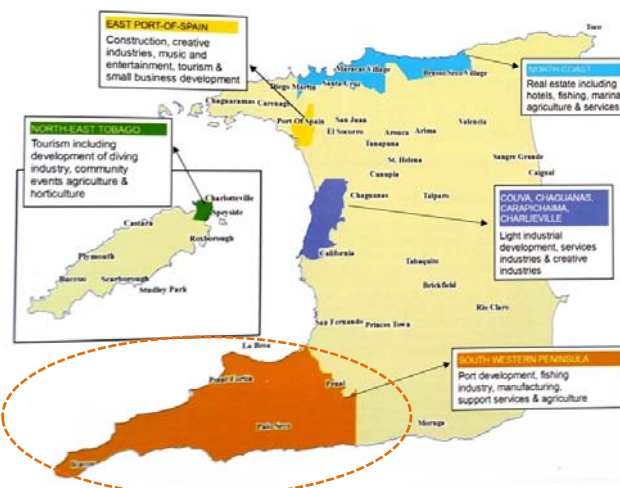 EAST PORT-OF-SPAIN
Construction, creative
industries, music and
entertainment, tourism &
small business development
Toco
Maracas Village
Brasso Seco Village
Diego Martin
Santa Cruz
NORTH COAST
Real estate including
hotels, fishing, marina
agriculture & services
Chaguaramas
Carenage
Port Of Spain
San Juan
El Socorro
Arouca
Arima
Valencia
Tunapuna
St. Helena
Sangre Grande
Cunupia
Caigual
NORTH-EAST TOBAGO
Tourism including
development of diving
industry, community
events agriculture &
horticulture
Charlotteville
Speyside
Castara
Roxborough
Plymouth
Buccoo
Scarborough
Studley Park
Chaguanas
Talparo
COUVA, CHAGUANAS,
CARAPICHAIMA,
CHARLIEVILLE
Light industrial
development, services
industries & creative
industries
California
Tabaquite
Brickfield
Rio Claro
San Fernando
Princes Town
La Brea
SOUTH WESTERN PENINSULA
Port development, fishing
industry, manufacturing,
support services & agriculture
Point Fortin
Penal
Palo Seco
Moruga
Icacos